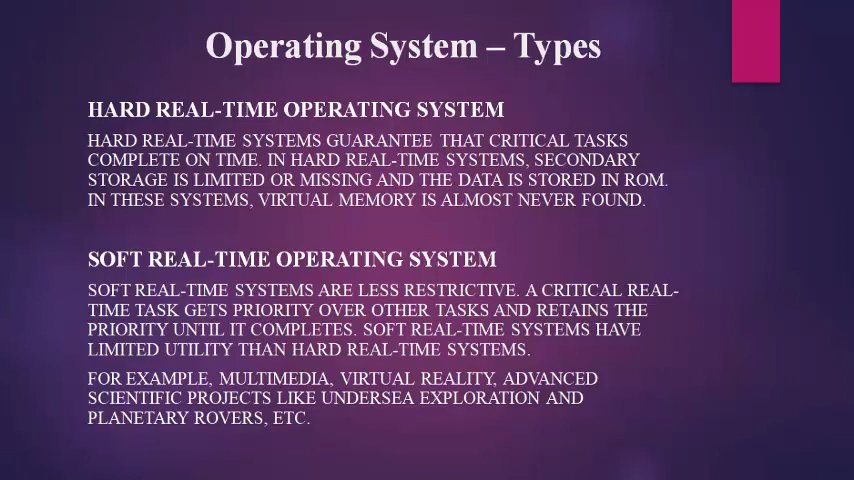 Operating System – Types
HARD REAL-TIME OPERATING SYSTEM
HARD REAL-TIME SYSTEMS GUARANTEE THAT CRITICAL TASKS
COMPLETE ON TIME. IN HARD REAL-TIME SYSTEMS, SECONDARY
STORAGE IS LIMITED OR MISSING AND THE DATA IS STORED IN ROM.
IN THESE SYSTEMS, VIRTUAL MEMORY IS ALMOST NEVER FOUND.
SOFT REAL-TIME OPERATING SYSTEM
SOFT REAL-TIME SYSTEMS ARE LESS RESTRICTIVE. A CRITICAL REAL-
TIME TASK GETS PRIORITY OVER OTHER TASKS AND RETAINS THE
PRIORITY UNTIL IT COMPLETES. SOFT REAL-TIME SYSTEMS HAVE
LIMITED UTILITY THAN HARD REAL-TIME SYSTEMS.
FOR EXAMPLE, MULTIMEDIA, VIRTUAL REALITY, ADVANCED
SCIENTIFIC PROJECTS LIKE UNDERSEA EXPLORATION AND
PLANETARY ROVERS, ETC.